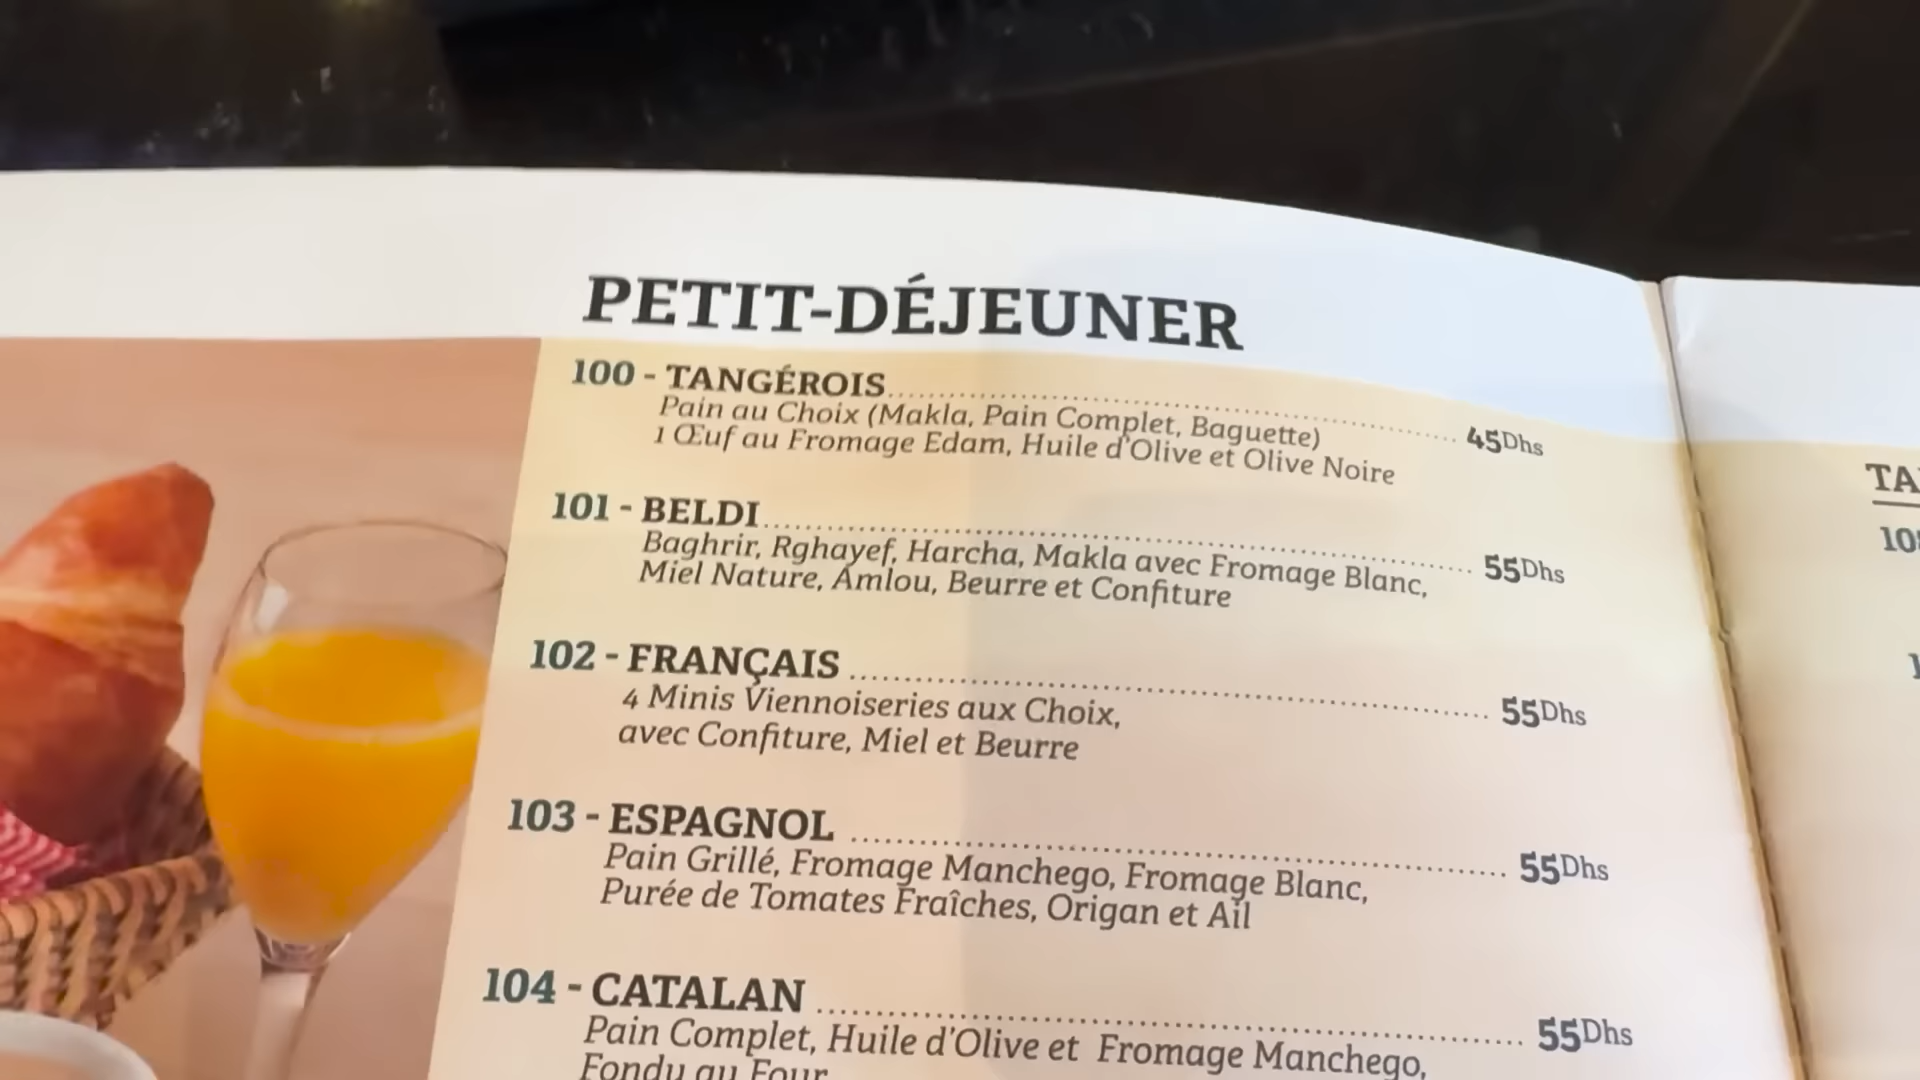 PETIT-DÉJEUNER
100 - TANGÉROIS 45Dhs
Pain au Choix (Makla, Pain Complet, Baguette)
1 Œuf au Fromage Edam, Huile d'Olive et Olive Noire
101 - BELDI 55Dhs
Baghrir, Rghayef, Harcha, Makla avec Fromage Blanc,
Miel Nature, Amlou, Beurre et Confiture
102 - FRANÇAIS 55Dhs
4 Minis Viennoiseries aux Choix,
avec Confiture, Miel et Beurre
103 - ESPAGNOL 55Dhs
Pain Grillé, Fromage Manchego, Fromage Blanc,
Purée de Tomates Fraîches, Origan et Ail
104 - CATALAN 55Dhs
Pain Complet, Huile d'Olive et Fromage Manchego,
Fondu au Four
TA